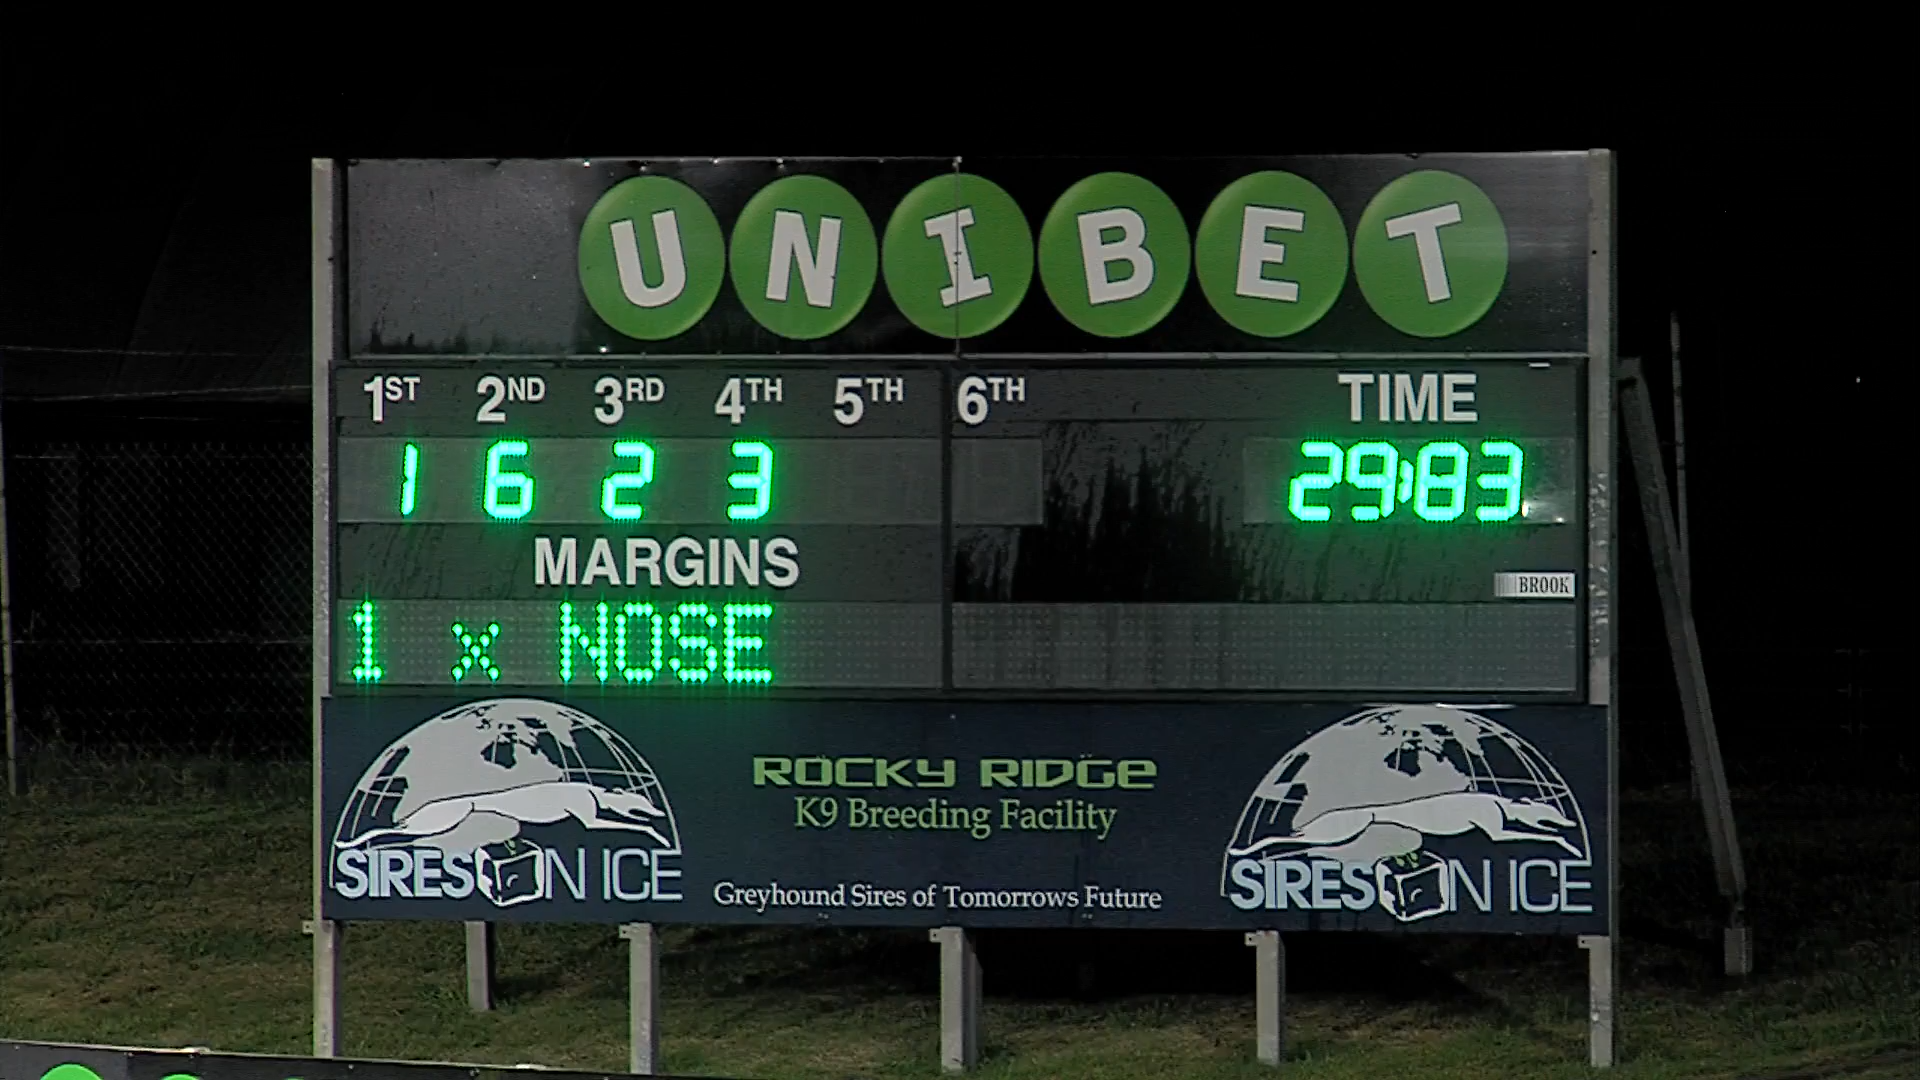 UNIBET
1ST 2ND 3RD 4TH 5TH 6TH TIME
1 6 2 3 29:83
MARGINS
BROOK
1 x NOSE
ROCKY RIDGE
K9 Breeding Facility
SIRES ON ICE
Greyhound Sires of Tomorrows Future
SIRES ON ICE